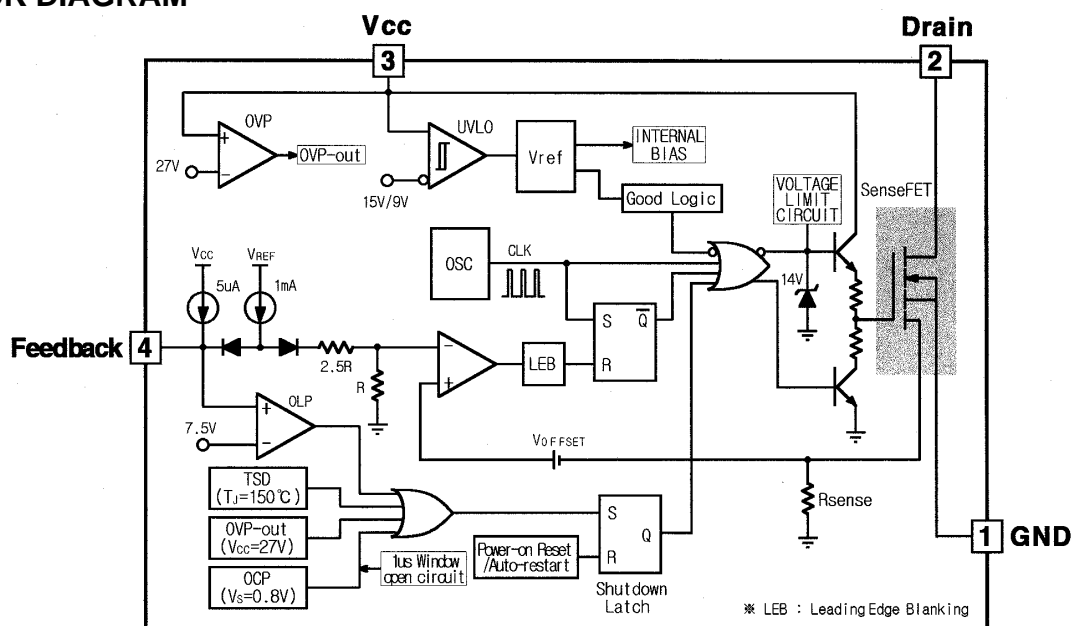 Vcc
Drain
3
2
OVP
+
-
27V
OVP-out
UVLO
15V/9V
Vref
INTERNAL
BIAS
Good Logic
VOLTAGE
LIMIT
CIRCUIT
SenseFET
OSC
CLK
14V
Vcc
VREF
5uA
1mA
Feedback
4
2.5R
R
-
+
LEB
S
Q
R
OLP
+
-
7.5V
VOFFSET
Rsense
TSD
(TJ=150℃)
OVP-out
(Vcc=27V)
OCP
(Vs=0.8V)
1us Window
open circuit
Power-on Reset
/Auto-restart
S
Q
R
Shutdown
Latch
1
GND
※ LEB : Leading Edge Blanking